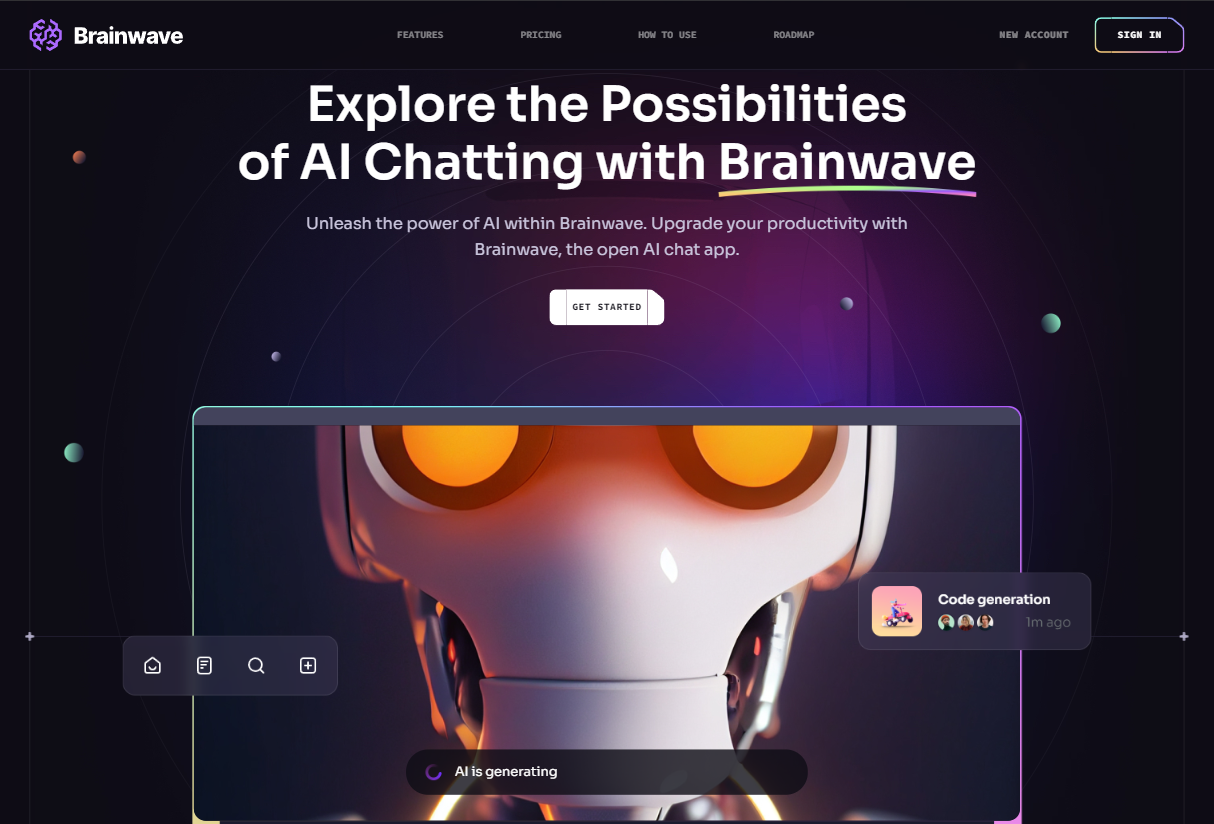 Brainwave
FEATURES
PRICING
HOW TO USE
ROADMAP
NEW ACCOUNT
SIGN IN
Explore the Possibilities
of AI Chatting with Brainwave
Unleash the power of AI within Brainwave. Upgrade your productivity with
Brainwave, the open AI chat app.
GET STARTED
Code generation
1m ago
AI is generating